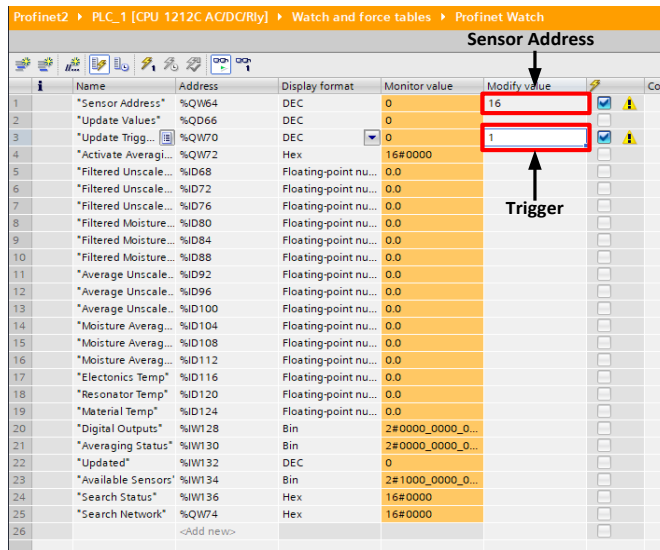 Profinet2 ▸ PLC_1 [CPU 1212C AC/DC/Rly] ▸ Watch and force tables ▸ Profinet Watch
Sensor Address
i Name Address Display format Monitor value Modify value Co
1 "Sensor Address" %QW64 DEC 0 16
2 "Update Values" %QD66 DEC 0
3 "Update Trigg... %QW70 DEC 0 1
4 "Activate Averagi... %QW72 Hex 16#0000
5 "Filtered Unscale... %ID68 Floating-point nu... 0.0
6 "Filtered Unscale... %ID72 Floating-point nu... 0.0
7 "Filtered Unscale... %ID76 Floating-point nu... 0.0
Trigger
8 "Filtered Moisture... %ID80 Floating-point nu... 0.0
9 "Filtered Moisture... %ID84 Floating-point nu... 0.0
10 "Filtered Moisture... %ID88 Floating-point nu... 0.0
11 "Average Unscale.. %ID92 Floating-point nu... 0.0
12 "Average Unscale.. %ID96 Floating-point nu... 0.0
13 "Average Unscale.. %ID100 Floating-point nu... 0.0
14 "Moisture Averag... %ID104 Floating-point nu... 0.0
15 "Moisture Averag... %ID108 Floating-point nu... 0.0
16 "Moisture Averag... %ID112 Floating-point nu... 0.0
17 "Electonics Temp" %ID116 Floating-point nu... 0.0
18 "Resonator Temp" %ID120 Floating-point nu... 0.0
19 "Material Temp" %ID124 Floating-point nu... 0.0
20 "Digital Outputs" %IW128 Bin 2#0000_0000_0...
21 "Averaging Status" %IW130 Bin 2#0000_0000_0...
22 "Updated" %IW132 DEC 0
23 "Available Sensors' %IW134 Bin 2#1000_0000_0...
24 "Search Status" %IW136 Hex 16#0000
25 "Search Network" %QW74 Hex 16#0000
26 <Add new>